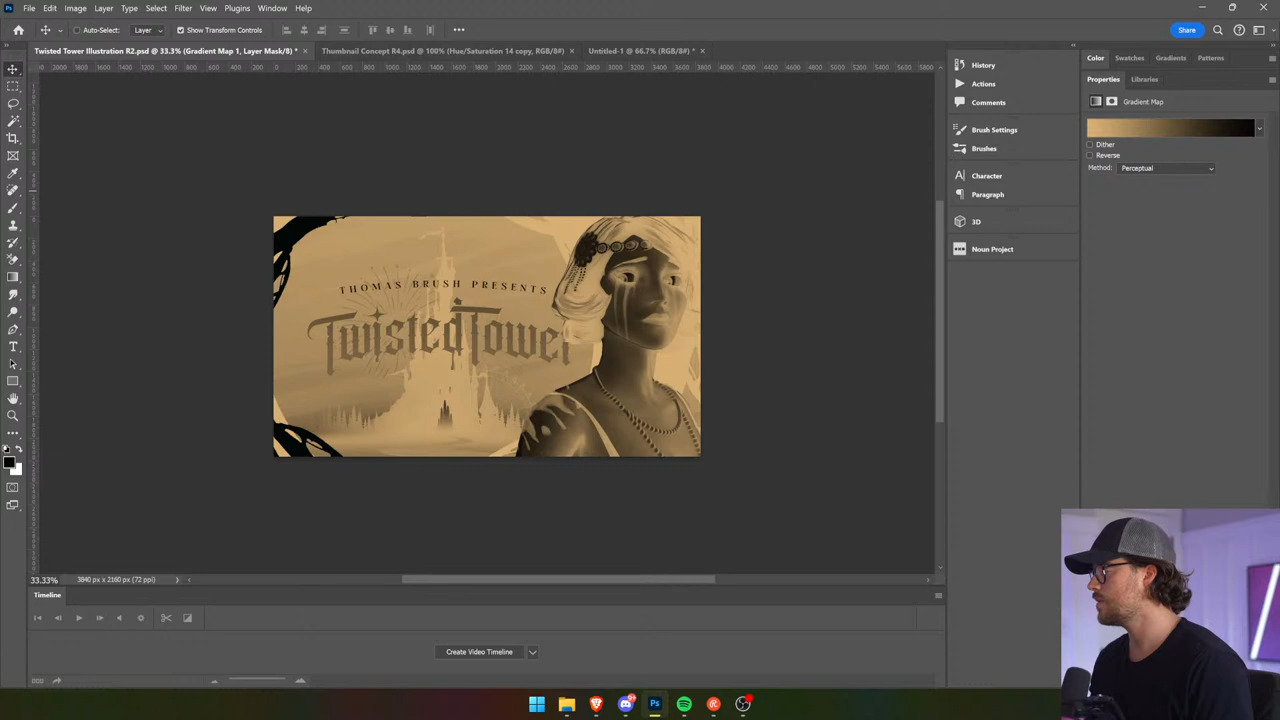 File Edit Image Layer Type Select Filter View Plugins Window Help
Auto-Select: Layer Show Transform Controls Share
Twisted Tower Illustration R2.psd @ 33.3% (Gradient Map 1, Layer Mask/8) * Thumbnail Concept R4.psd @ 100% (Hue/Saturation 14 copy, RGB/8#) Untitled-1 @ 66.7% (RGB/8#) *
History
Actions
Comments
Brush Settings
Brushes
Character
Paragraph
3D
Noun Project
Color Swatches Gradients Patterns
Properties Libraries
Gradient Map
Dither
Reverse
Method: Perceptual
THOMAS BRUSH PRESENTS
Twisted Tower
33.33% 3840 px x 2160 px (72 ppi)
Timeline
Create Video Timeline